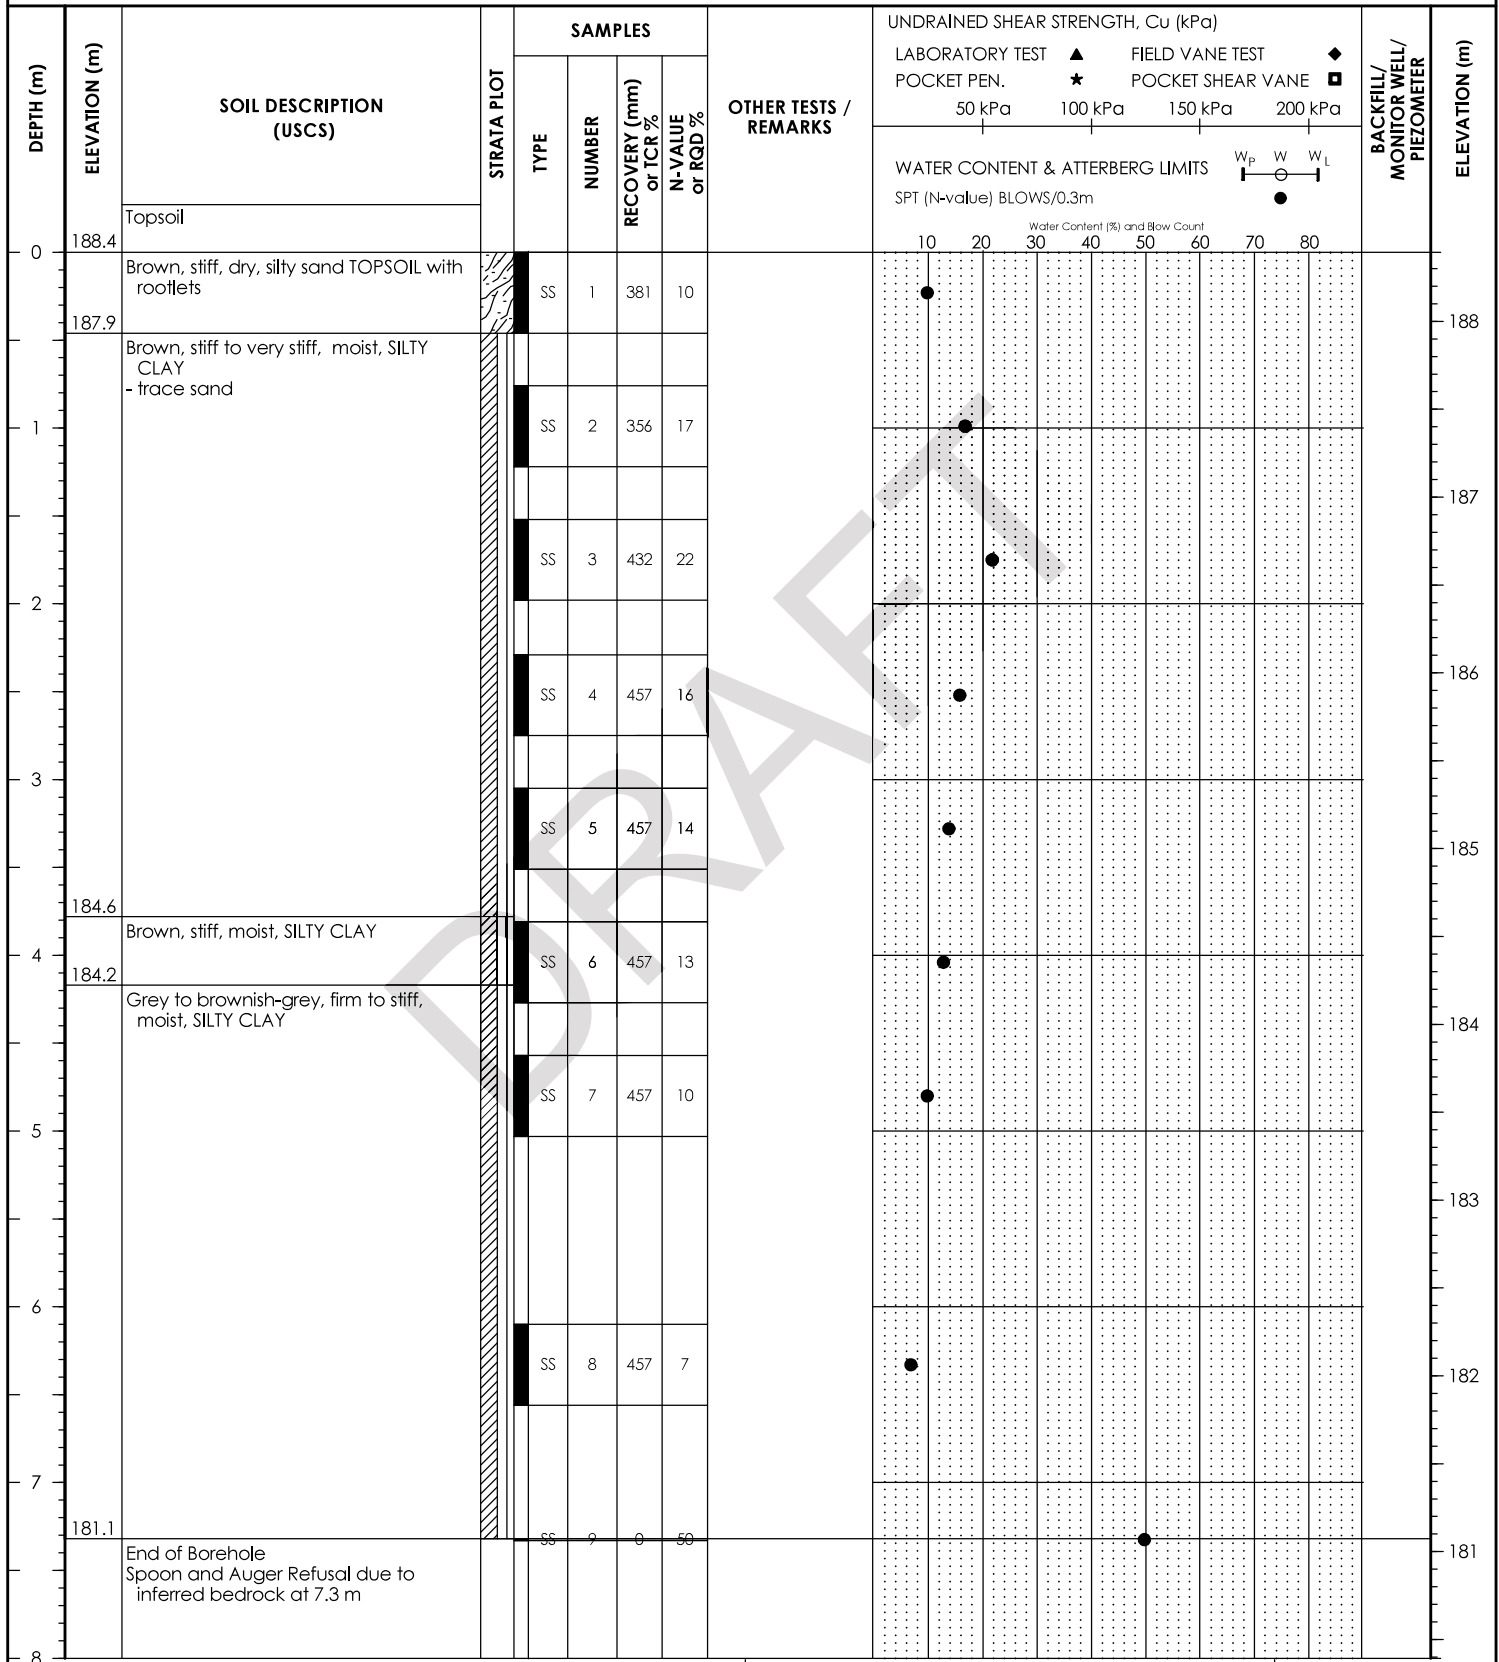 DEPTH (m)
ELEVATION (m)
SOIL DESCRIPTION
(USCS)
STRATA PLOT
SAMPLES
TYPE
NUMBER
RECOVERY (mm)
or TCR %
N-VALUE
or RQD %
OTHER TESTS /
REMARKS
UNDRAINED SHEAR STRENGTH, Cu (kPa)
LABORATORY TEST ▲ FIELD VANE TEST ◆
POCKET PEN. ★ POCKET SHEAR VANE
50 kPa 100 kPa 150 kPa 200 kPa
WATER CONTENT & ATTERBERG LIMITS WP W WL
SPT (N-value) BLOWS/0.3m ●
Water Content (%) and Blow Count
10 20 30 40 50 60 70 80
BACKFILL/
MONITOR WELL/
PIEZOMETER
ELEVATION (m)
Topsoil
0 188.4
Brown, stiff, dry, silty sand TOPSOIL with
rootlets
SS 1 381 10
187.9
188
Brown, stiff to very stiff, moist, SILTY
CLAY
- trace sand
1
SS 2 356 17
187
SS 3 432 22
2
186
SS 4 457 16
3
SS 5 457 14
185
184.6
Brown, stiff, moist, SILTY CLAY
4
SS 6 457 13
184.2
Grey to brownish-grey, firm to stiff,
moist, SILTY CLAY
184
SS 7 457 10
5
183
6
SS 8 457 7
182
7
181.1
SS 9 0 50
End of Borehole
Spoon and Auger Refusal due to
inferred bedrock at 7.3 m
181
8
DRAFT